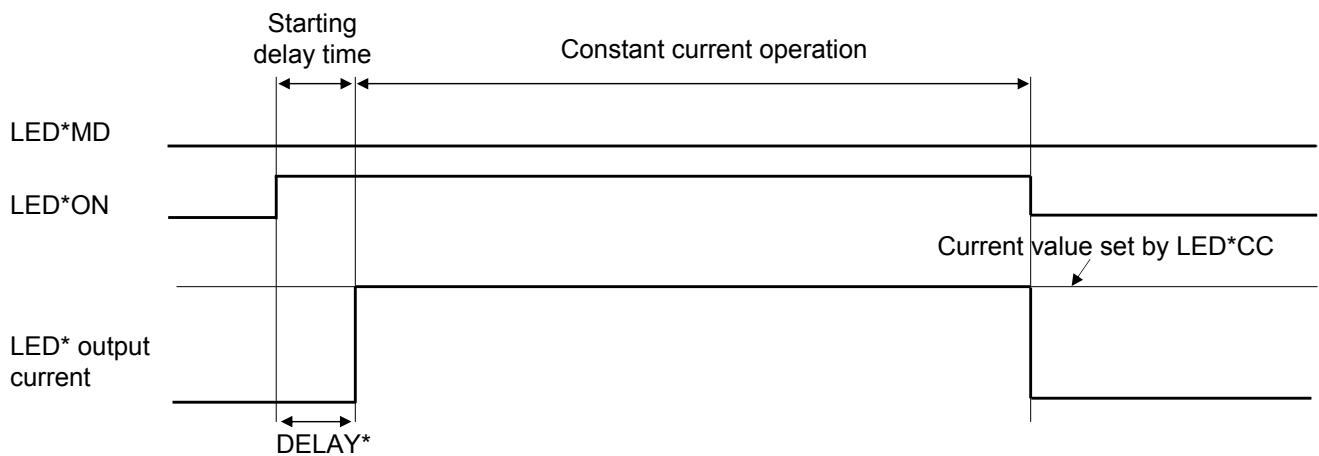 Starting
delay time
Constant current operation
LED*MD
LED*ON
Current value set by LED*CC
LED* output
current
DELAY*